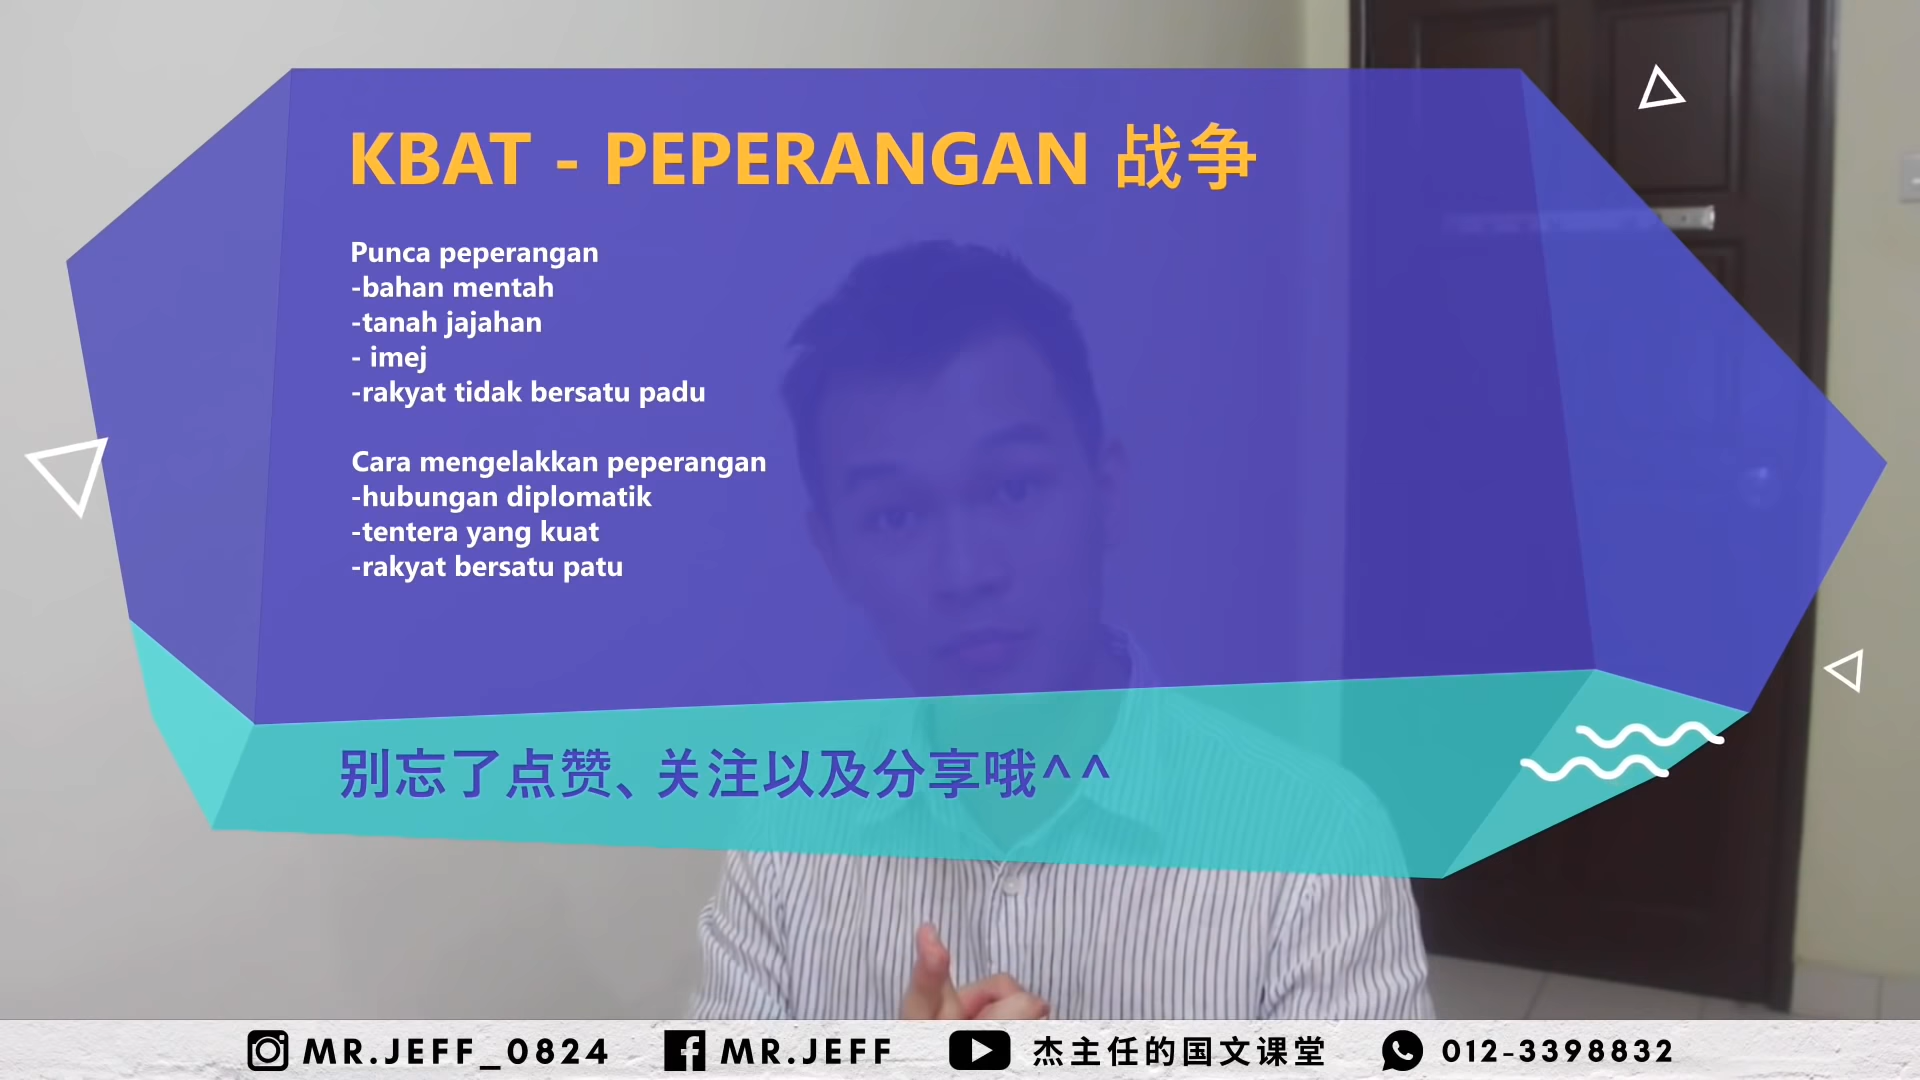 KBAT - PEPERANGAN 战争
Punca peperangan
-bahan mentah
-tanah jajahan
- imej
-rakyat tidak bersatu padu
Cara mengelakkan peperangan
-hubungan diplomatik
-tentera yang kuat
-rakyat bersatu patu
别忘了点赞、关注以及分享哦^^
MR.JEFF_0824
MR.JEFF
杰主任的国文课堂
012-3398832